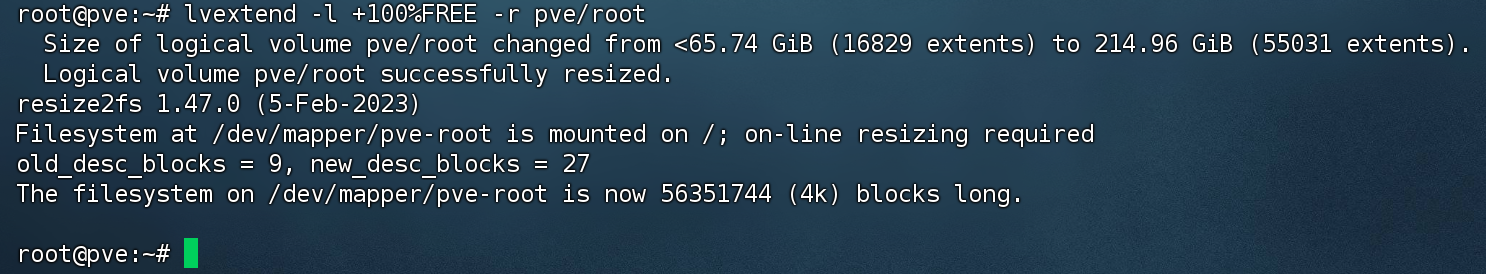 root@pve:~# lvextend -l +100%FREE -r pve/root
  Size of logical volume pve/root changed from <65.74 GiB (16829 extents) to 214.96 GiB (55031 extents).
  Logical volume pve/root successfully resized.
resize2fs 1.47.0 (5-Feb-2023)
Filesystem at /dev/mapper/pve-root is mounted on /; on-line resizing required
old_desc_blocks = 9, new_desc_blocks = 27
The filesystem on /dev/mapper/pve-root is now 56351744 (4k) blocks long.

root@pve:~#